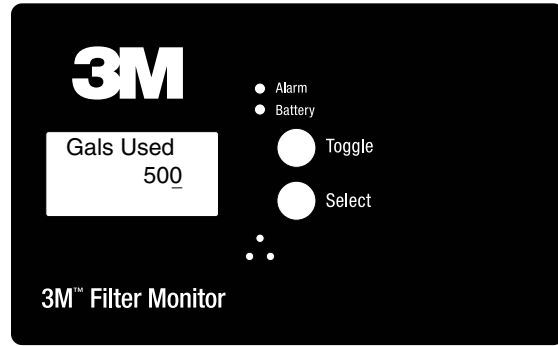 3M
Alarm
Battery
Gals Used
500
Toggle
Select
3M™ Filter Monitor